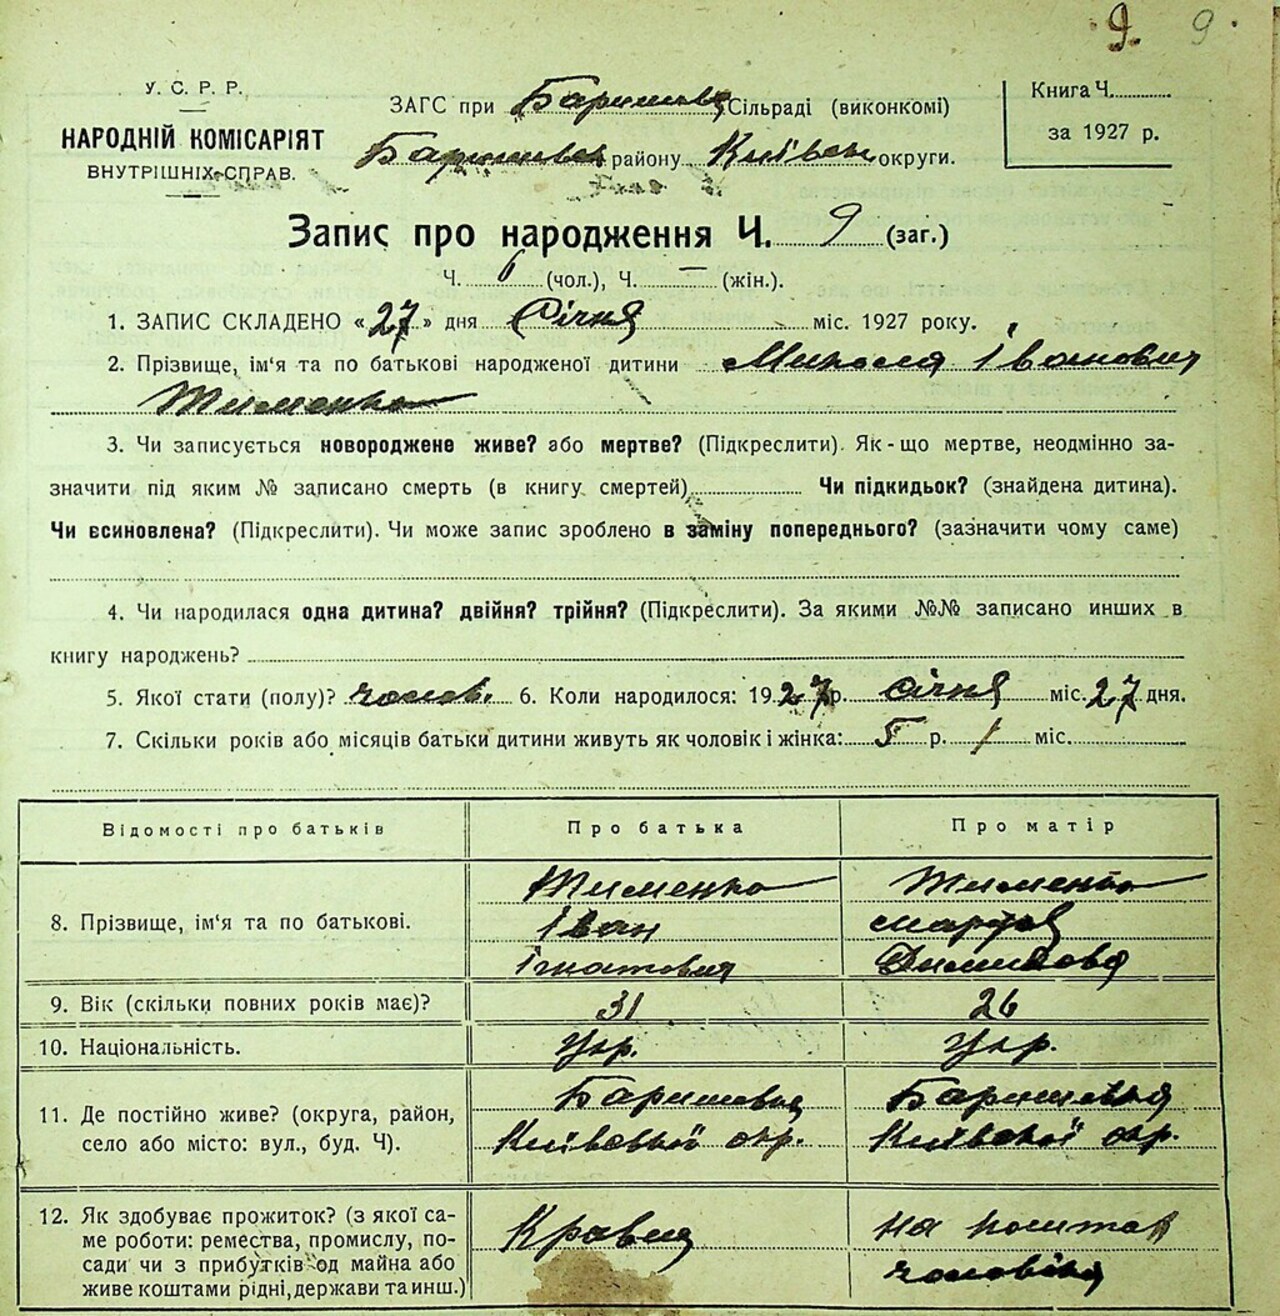 9. 9
У. С. Р. Р.
НАРОДНІЙ КОМІСАРІЯТ
ВНУТРІШНІХ СПРАВ.
ЗАГС при Баришівс Сільраді (виконкомі)
Баришівск району Київськ округи.
Книга Ч.
за 1927 р.
Запис про народження Ч. 9 (заг.)
Ч. 6 (чол.), Ч. — (жін.).
1. ЗАПИС СКЛАДЕНО «27» дня Січня міс. 1927 року.
2. Прізвище, ім'я та по батькові народженої дитини Микола Іванович
Тименко
3. Чи записується новороджене живе? або мертве? (Підкреслити). Як-що мертве, неодмінно за-
значити під яким № записано смерть (в книгу смертей) Чи підкидьок? (знайдена дитина).
Чи всиновлена? (Підкреслити). Чи може запис зроблено в заміну попереднього? (зазначити чому саме)
4. Чи народилася одна дитина? двійня? трійня? (Підкреслити). За якими №№ записано инших в
книгу народжень?
5. Якої стати (полу)? чолов. 6. Коли народилося: 1927 р. січня міс. 27 дня.
7. Скільки років або місяців батьки дитини живуть як чоловік і жінка: 5 р. 1 міс.
Відомості про батьків
Про батька
Про матір
8. Прізвище, ім'я та по батькові.
Тименко
Іван
Ігнатович
Тименко
Марфа
9. Вік (скільки повних років має)?
31
26
10. Національність.
Укр.
Укр.
11. Де постійно живе? (округа, район,
село або місто: вул., буд. Ч).
Баришівка
Київської окр.
Баришівка
Київської окр.
12. Як здобуває прожиток? (з якої са-
ме роботи: ремества, промислу, по-
сади чи з прибутків од майна або
живе коштами рідні, держави та инш.)
Кравець
на коштах
чоловіка